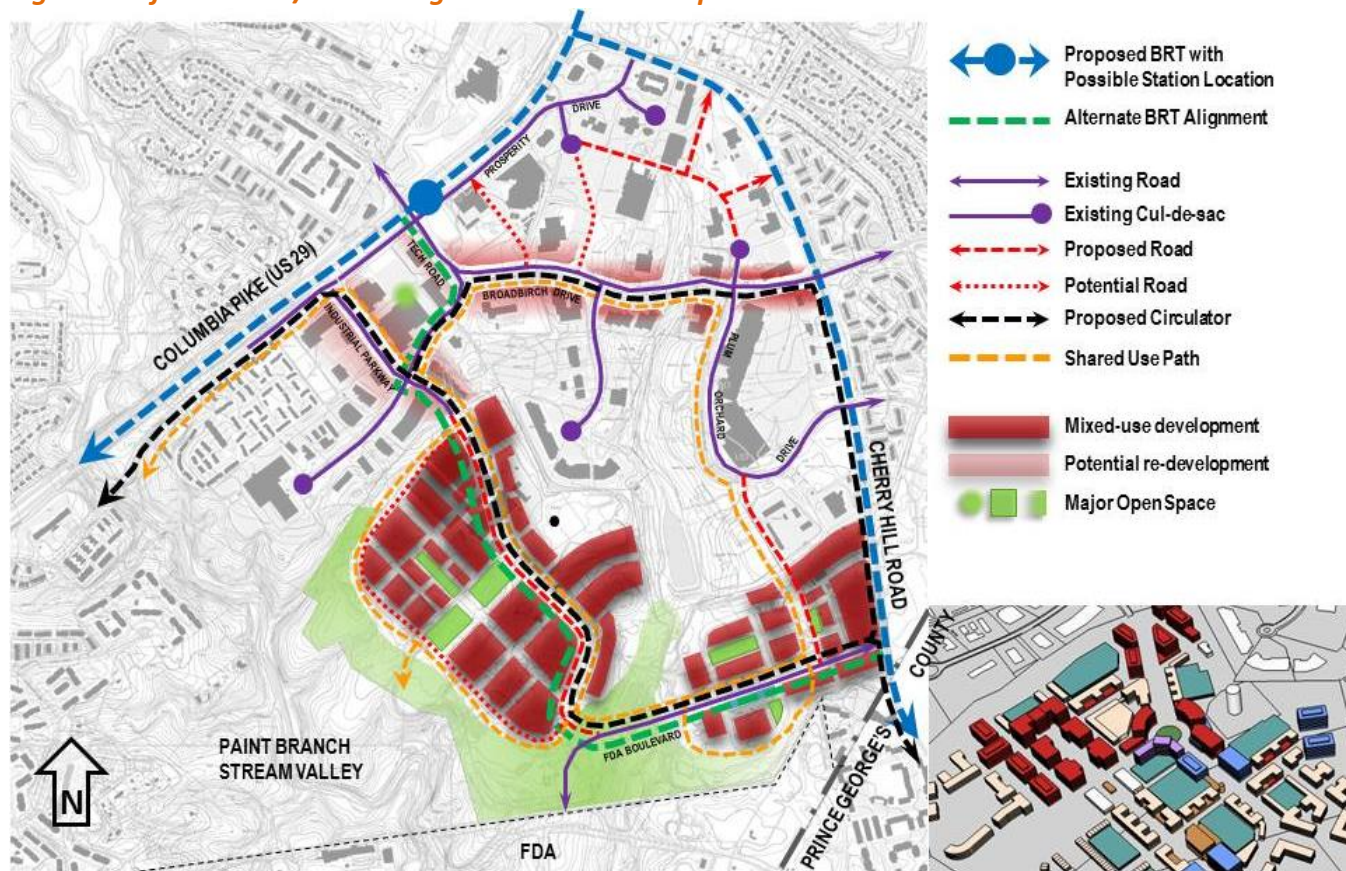 PROSPERITY
DRIVE
COLUMBIA PIKE (US 29)
TECH ROAD
BROADBIRCH DRIVE
INDUSTRIAL PARKWAY
PLUM
ORCHARD
DRIVE
CHERRY HILL ROAD
FDA BOULEVARD
PAINT BRANCH
STREAM VALLEY
N
FDA
PRINCE GEORGE'S
COUNTY
Proposed BRT with
Possible Station Location
Alternate BRT Alignment
Existing Road
Existing Cul-de-sac
Proposed Road
Potential Road
Proposed Circulator
Shared Use Path
Mixed-use development
Potential re-development
Major Open Space